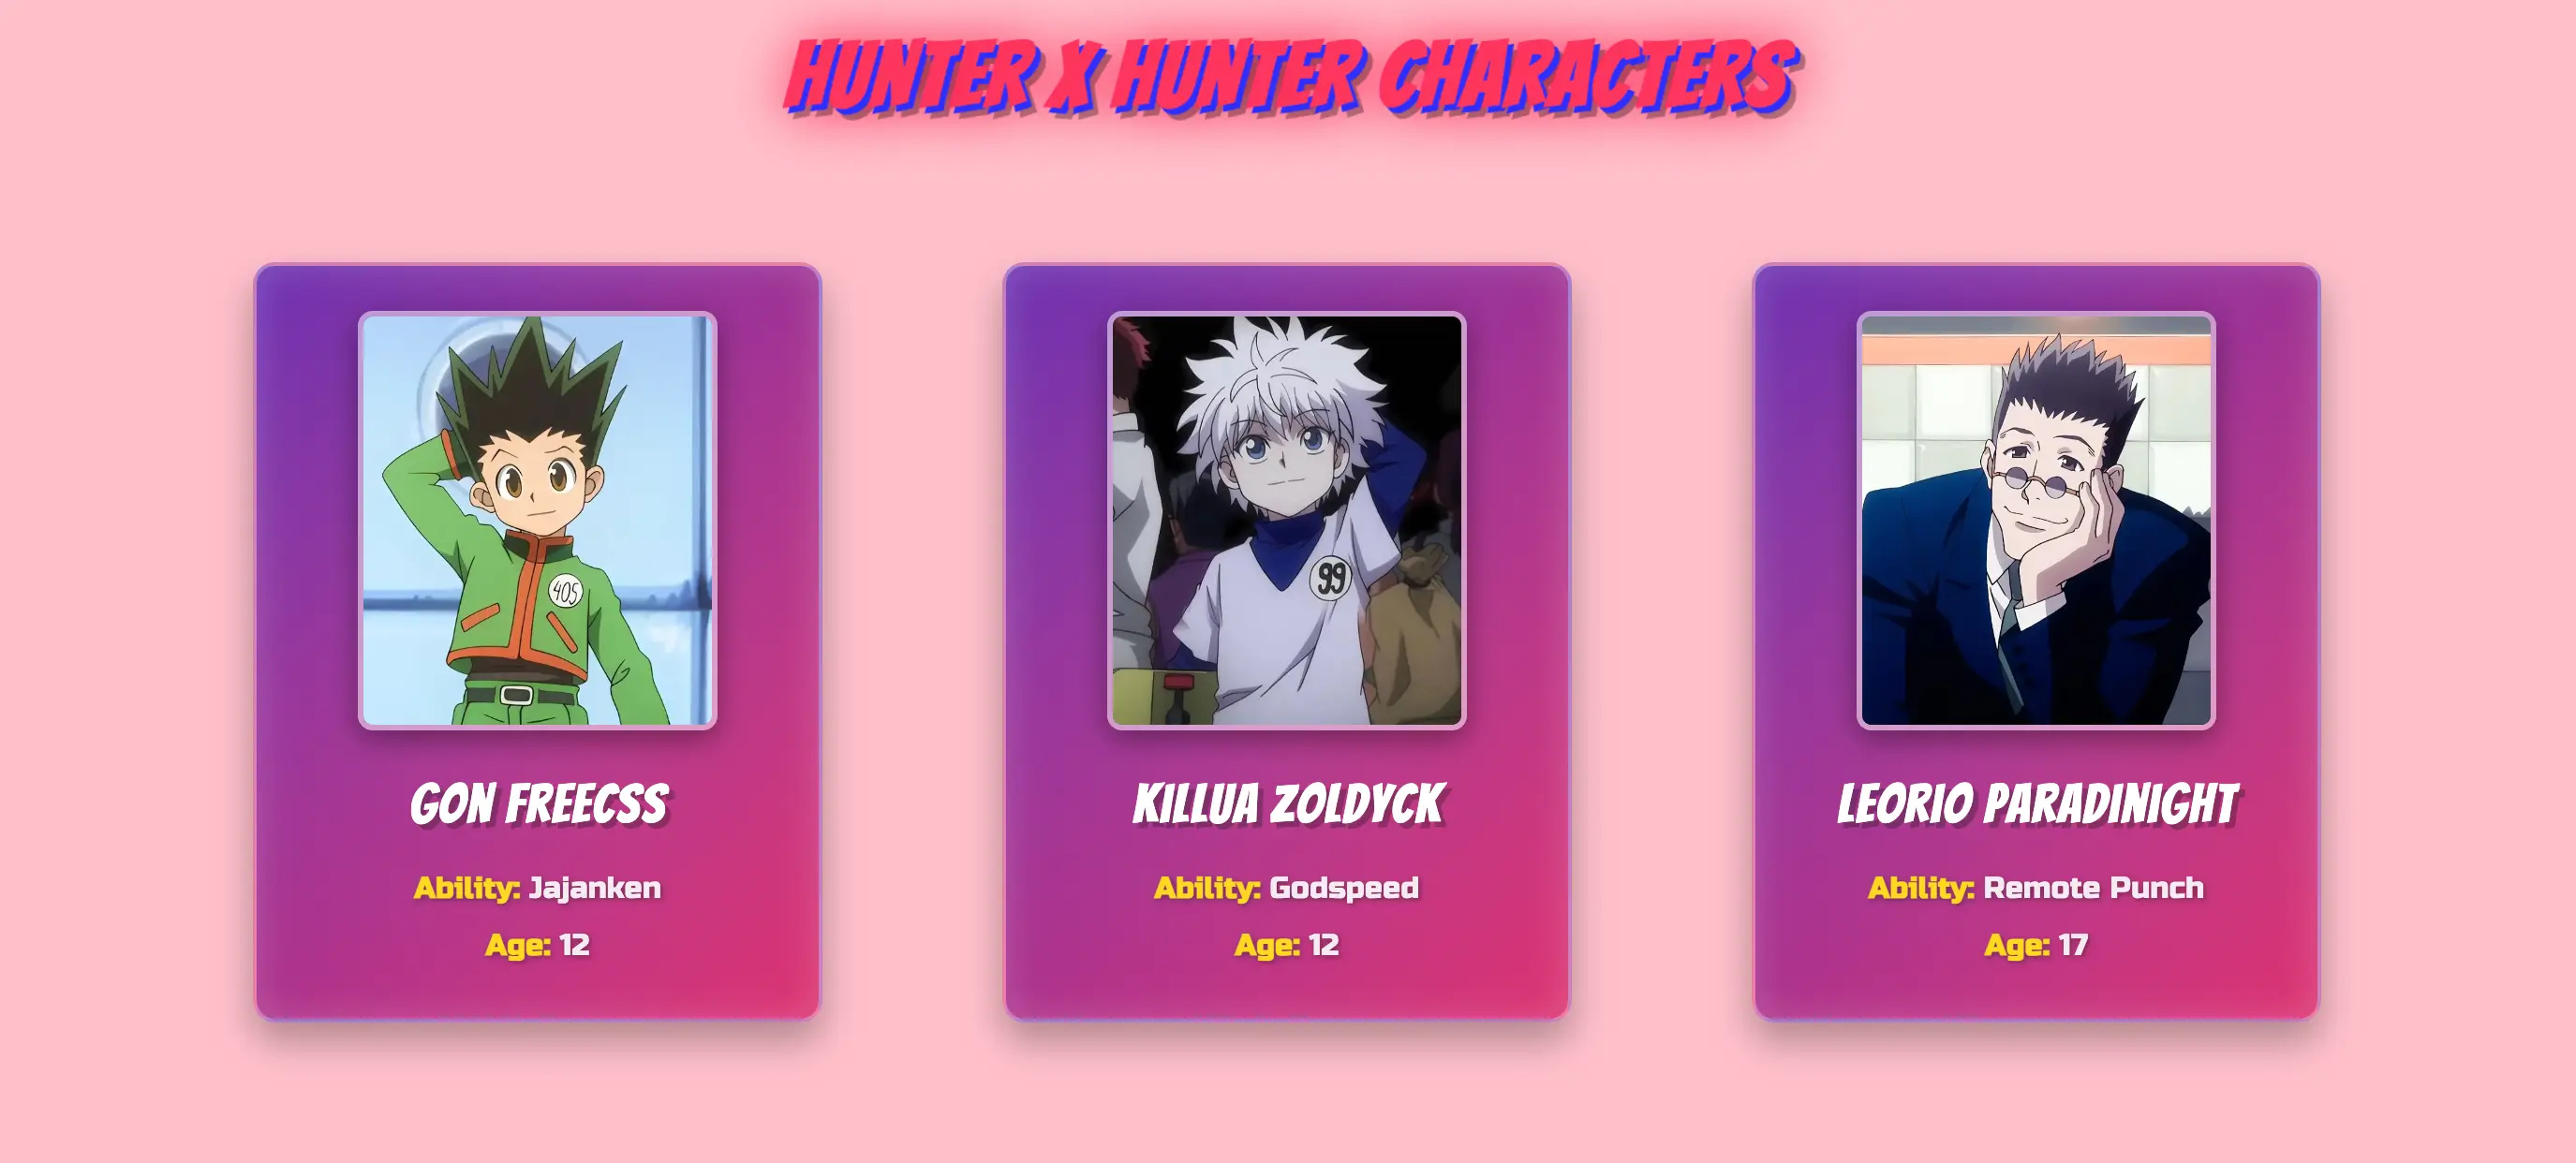 HUNTER X HUNTER CHARACTERS
405
99
GON FREECSS
Ability: Jajanken
Age: 12
KILLUA ZOLDYCK
Ability: Godspeed
Age: 12
LEORIO PARADINIGHT
Ability: Remote Punch
Age: 17